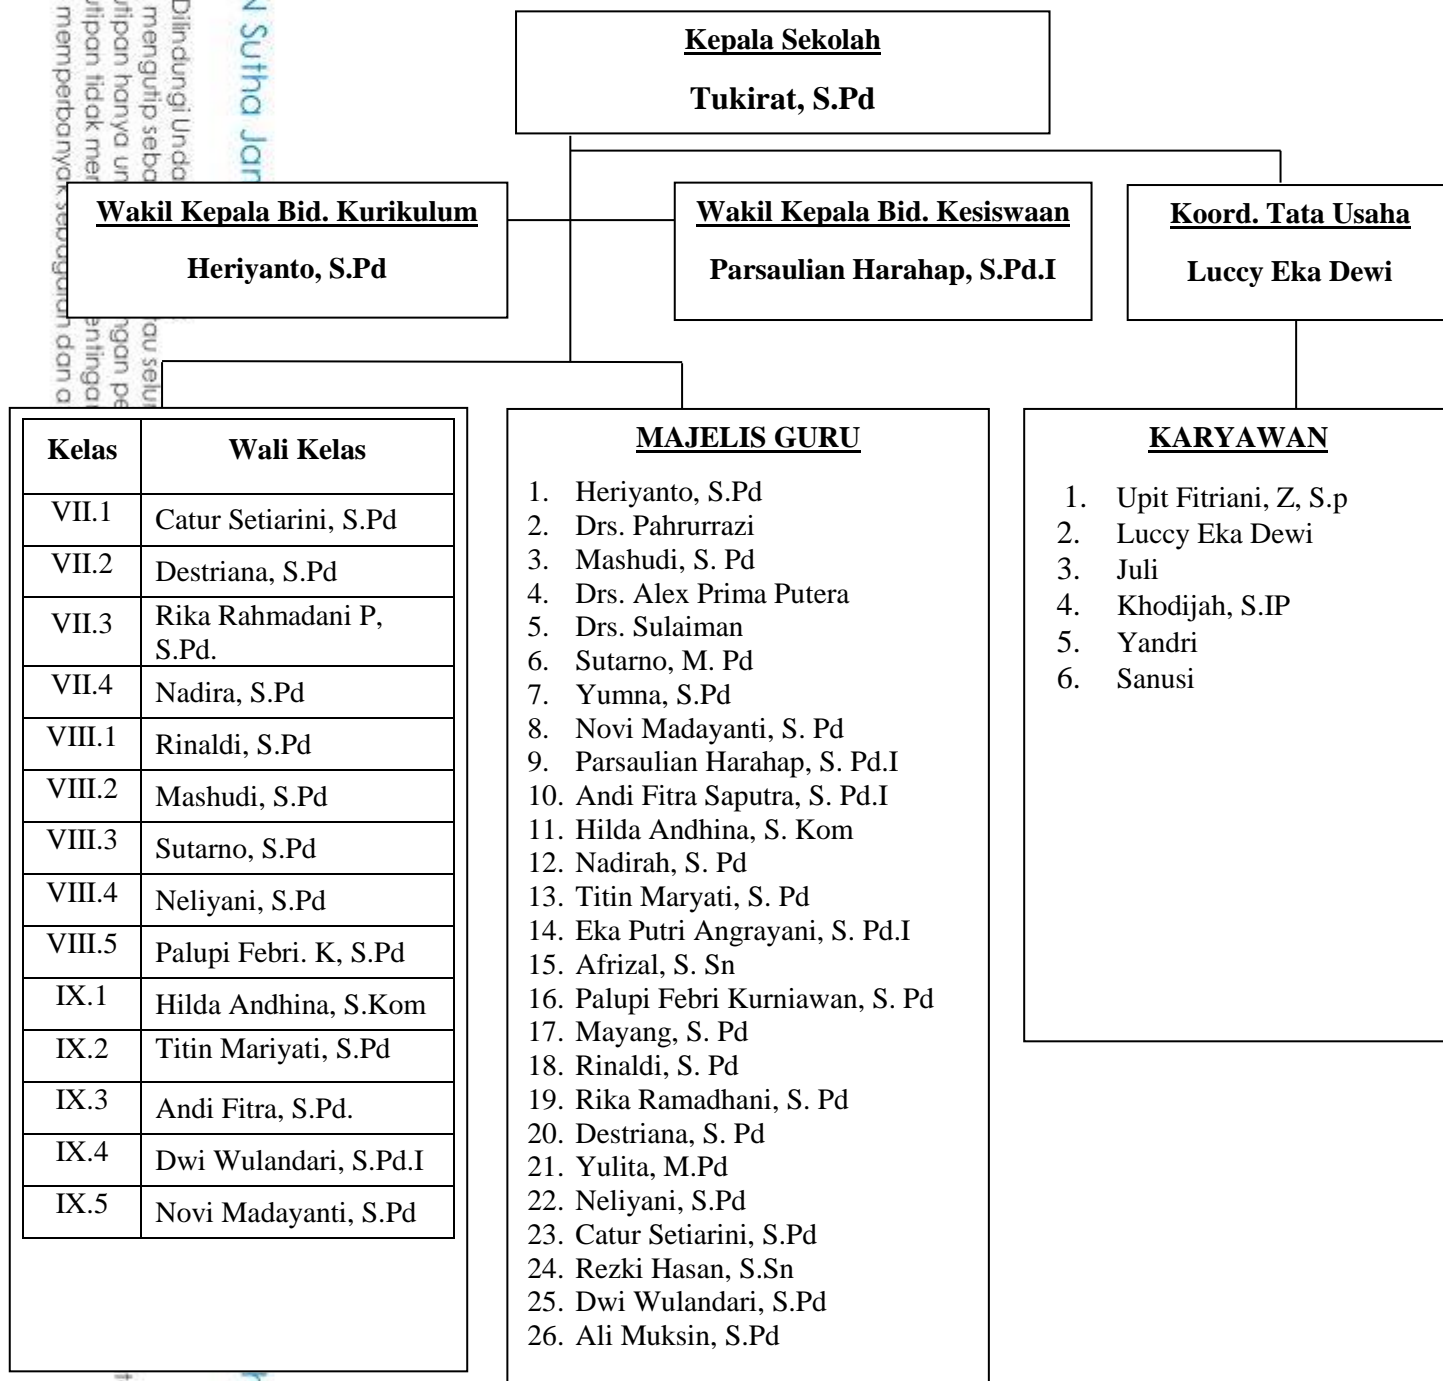 Kepala Sekolah
Tukirat, S.Pd
Wakil Kepala Bid. Kurikulum
Heriyanto, S.Pd
Wakil Kepala Bid. Kesiswaan
Parsaulian Harahap, S.Pd.I
Koord. Tata Usaha
Luccy Eka Dewi
Kelas Wali Kelas
VII.1 Catur Setiarini, S.Pd
VII.2 Destriana, S.Pd
VII.3 Rika Rahmadani P,
S.Pd.
VII.4 Nadira, S.Pd
VIII.1 Rinaldi, S.Pd
VIII.2 Mashudi, S.Pd
VIII.3 Sutarno, S.Pd
VIII.4 Neliyani, S.Pd
VIII.5 Palupi Febri. K, S.Pd
IX.1 Hilda Andhina, S.Kom
IX.2 Titin Mariyati, S.Pd
IX.3 Andi Fitra, S.Pd.
IX.4 Dwi Wulandari, S.Pd.I
IX.5 Novi Madayanti, S.Pd
MAJELIS GURU
1. Heriyanto, S.Pd
2. Drs. Pahrurrazi
3. Mashudi, S. Pd
4. Drs. Alex Prima Putera
5. Drs. Sulaiman
6. Sutarno, M. Pd
7. Yumna, S.Pd
8. Novi Madayanti, S. Pd
9. Parsaulian Harahap, S. Pd.I
10. Andi Fitra Saputra, S. Pd.I
11. Hilda Andhina, S. Kom
12. Nadirah, S. Pd
13. Titin Maryati, S. Pd
14. Eka Putri Angrayani, S. Pd.I
15. Afrizal, S. Sn
16. Palupi Febri Kurniawan, S. Pd
17. Mayang, S. Pd
18. Rinaldi, S. Pd
19. Rika Ramadhani, S. Pd
20. Destriana, S. Pd
21. Yulita, M.Pd
22. Neliyani, S.Pd
23. Catur Setiarini, S.Pd
24. Rezki Hasan, S.Sn
25. Dwi Wulandari, S.Pd
26. Ali Muksin, S.Pd
KARYAWAN
1. Upit Fitriani, Z, S.p
2. Luccy Eka Dewi
3. Juli
4. Khodijah, S.IP
5. Yandri
6. Sanusi
Sutha
Dilindungi
mengutip
hanya
tidak
memperbanyak sebagian dan